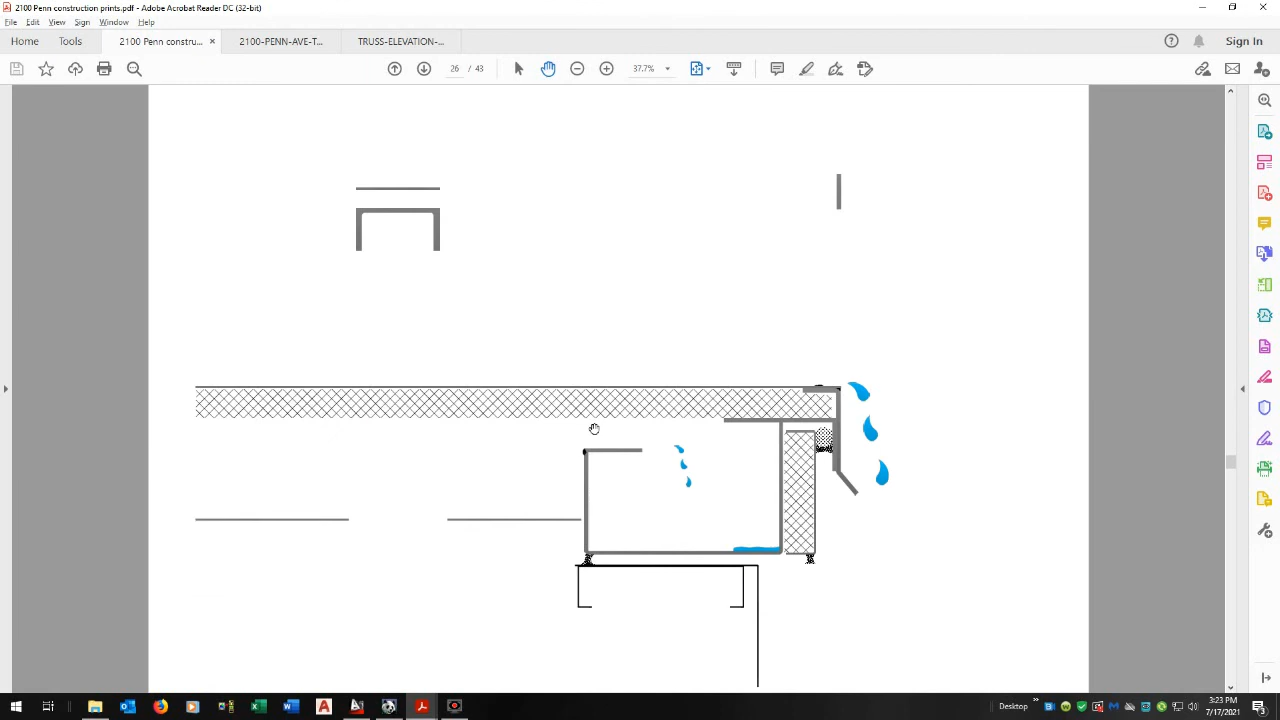 2100 Penn construction prints.pdf - Adobe Acrobat Reader DC (32-bit)
File Edit View Sign Window Help
Home Tools 2100 Penn constru... × 2100-PENN-AVE-T... TRUSS-ELEVATION-... Sign In
26 / 43 37.7%
Desktop 3:23 PM
7/17/2021